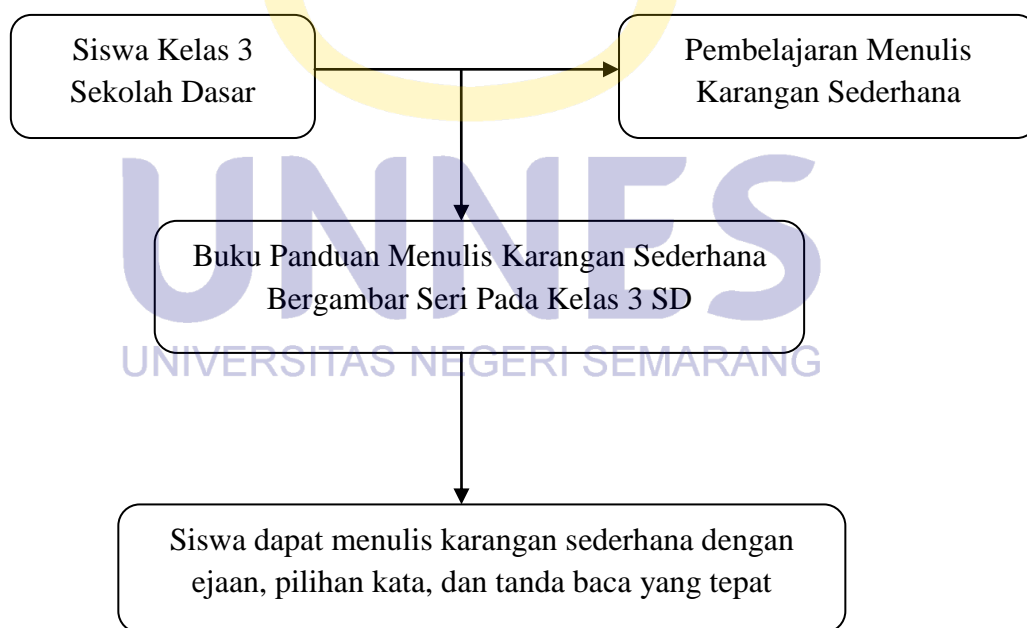 Siswa Kelas 3
Sekolah Dasar
Pembelajaran Menulis
Karangan Sederhana
UNNES
Buku Panduan Menulis Karangan Sederhana
Bergambar Seri Pada Kelas 3 SD
UNIVERSITAS NEGERI SEMARANG
Siswa dapat menulis karangan sederhana dengan
ejaan, pilihan kata, dan tanda baca yang tepat